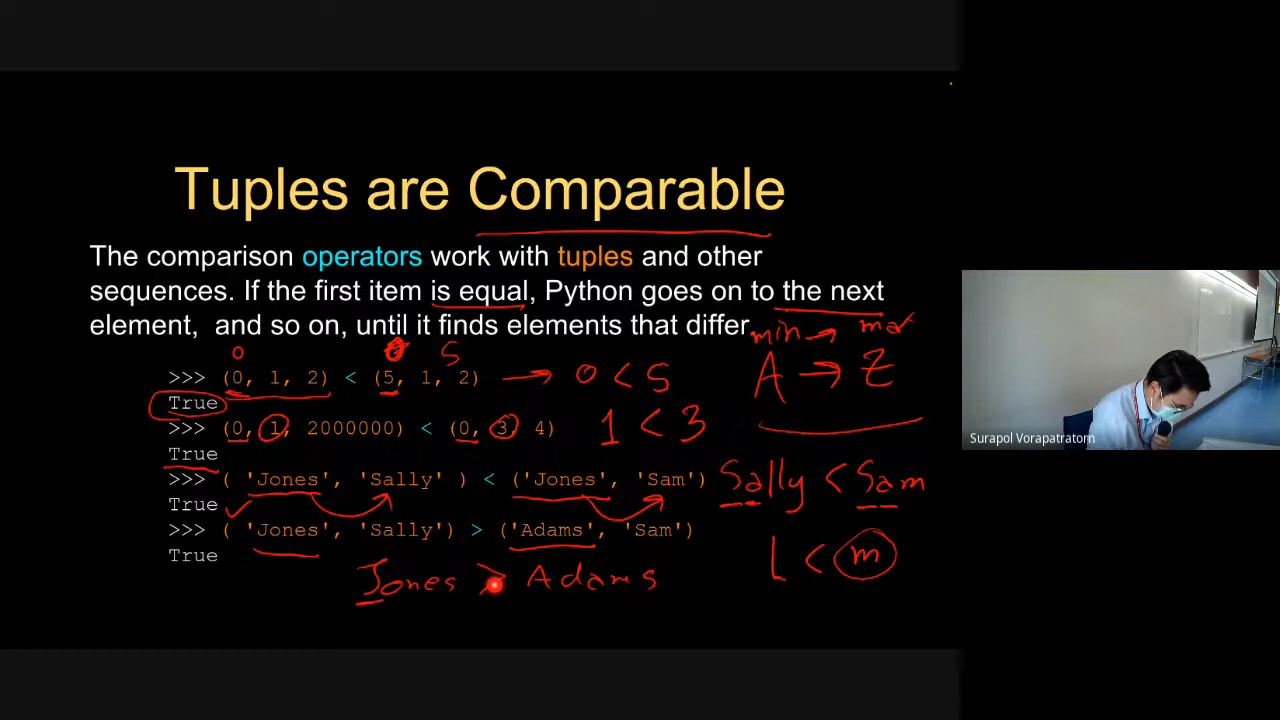 Tuples are Comparable
The comparison operators work with tuples and other
sequences. If the first item is equal, Python goes on to the next
element, and so on, until it finds elements that differ.
min → max
0 5
>>> (0, 1, 2) < (5, 1, 2) → 0 < 5 A → Z
True
>>> (0, 1, 2000000) < (0, 3, 4) 1 < 3
True
>>> ( 'Jones', 'Sally' ) < ('Jones', 'Sam') Sally < Sam
True
>>> ( 'Jones', 'Sally') > ('Adams', 'Sam')
True l < m
Jones > Adams
Surapol Vorapatratorn